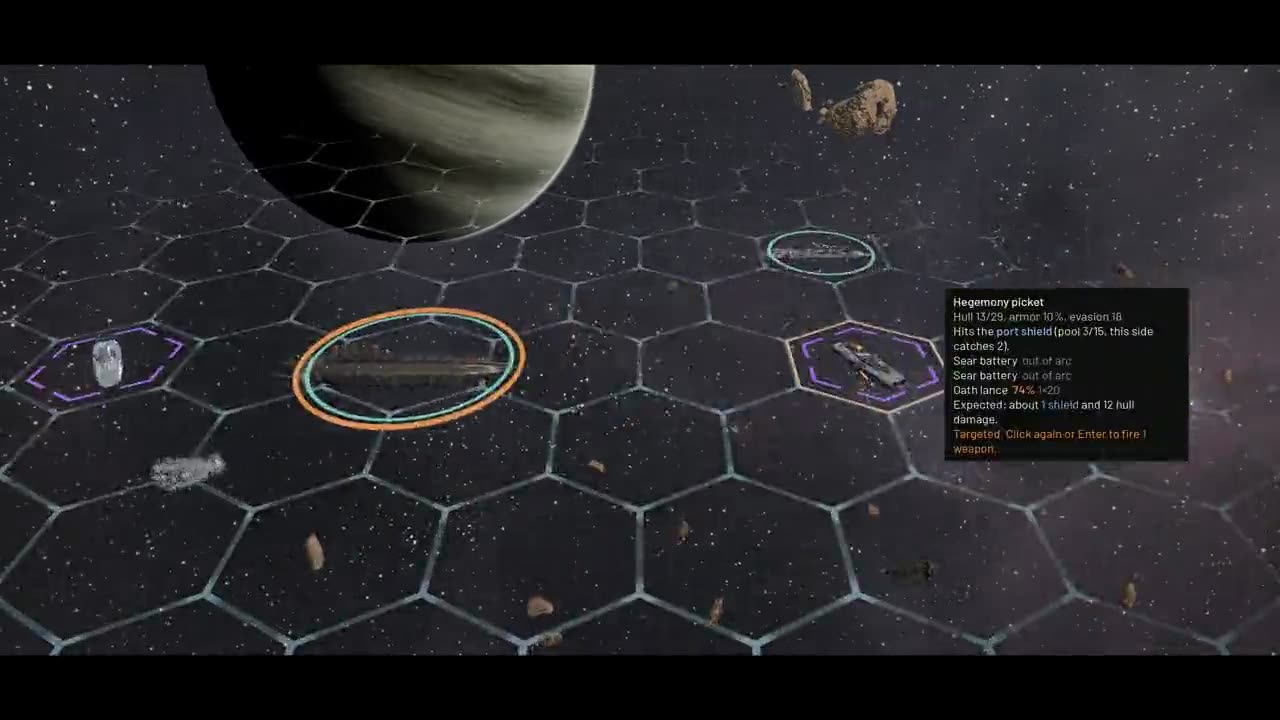 Hegemony picket
Hull 13/29, armor 10%, evasion 18
Hits the port shield (pool 3/15, this side
catches 2).
Sear battery out of arc
Sear battery out of arc
Oath lance 74% 1×20
Expected: about 1 shield and 12 hull
damage.
Targeted. Click again or Enter to fire 1
weapon.